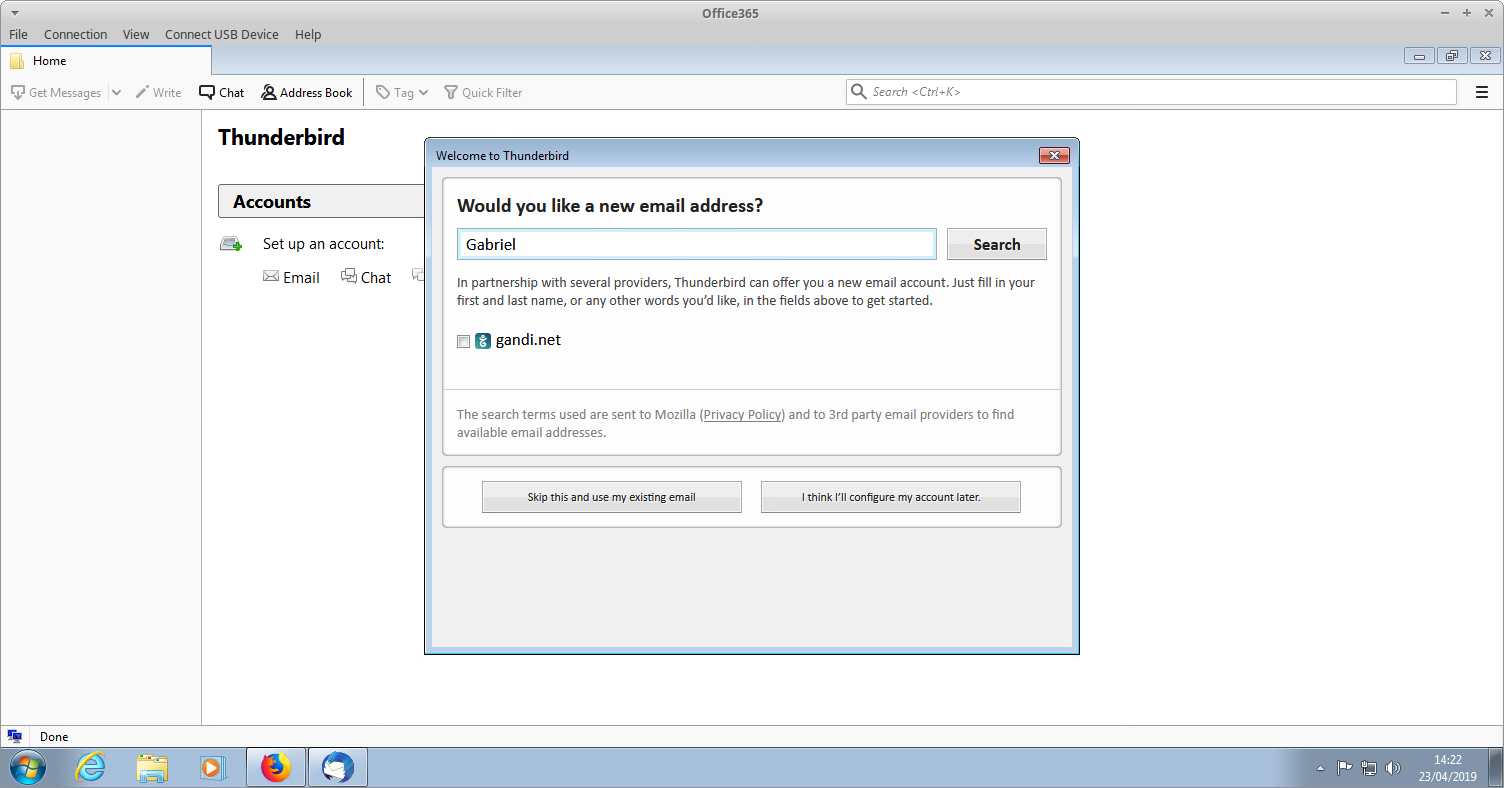 Office365
File Connection View Connect USB Device Help
Home
Get Messages Write Chat Address Book Tag Quick Filter Search <Ctrl+K>
Thunderbird
Accounts
Set up an account:
Email Chat
Welcome to Thunderbird
Would you like a new email address?
Gabriel Search
In partnership with several providers, Thunderbird can offer you a new email account. Just fill in your
first and last name, or any other words you’d like, in the fields above to get started.
gandi.net
The search terms used are sent to Mozilla (Privacy Policy) and to 3rd party email providers to find
available email addresses.
Skip this and use my existing email I think I’ll configure my account later.
Done
14:22
23/04/2019